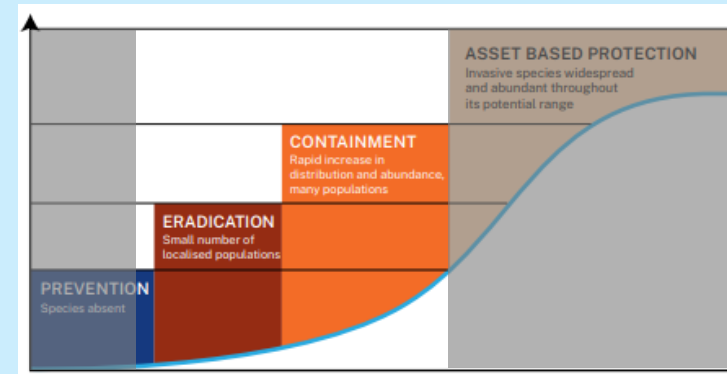 ASSET BASED PROTECTION
Invasive species widespread
and abundant throughout
its potential range
CONTAINMENT
Rapid increase in
distribution and abundance,
many populations
ERADICATION
Small number of
localised populations
PREVENTION
Species absent